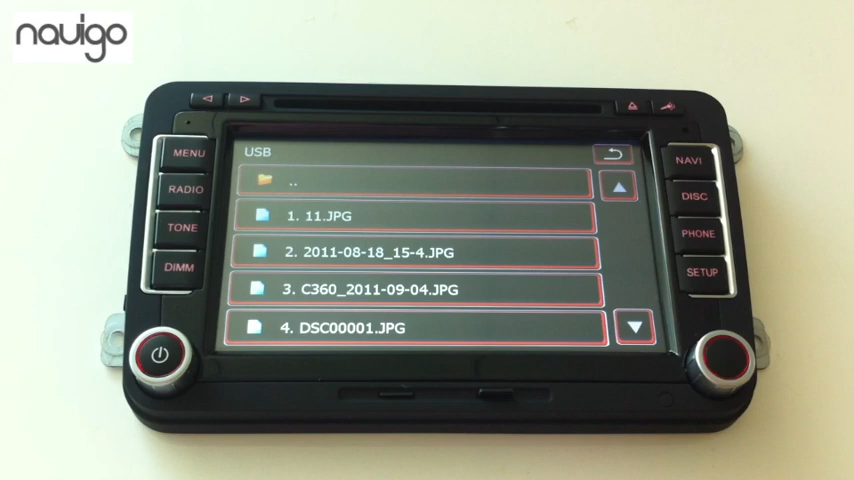 navigo
MENU
RADIO
TONE
DIMM
USB
..
1. 11.JPG
2. 2011-08-18_15-4.JPG
3. C360_2011-09-04.JPG
4. DSC00001.JPG
NAVI
DISC
PHONE
SETUP